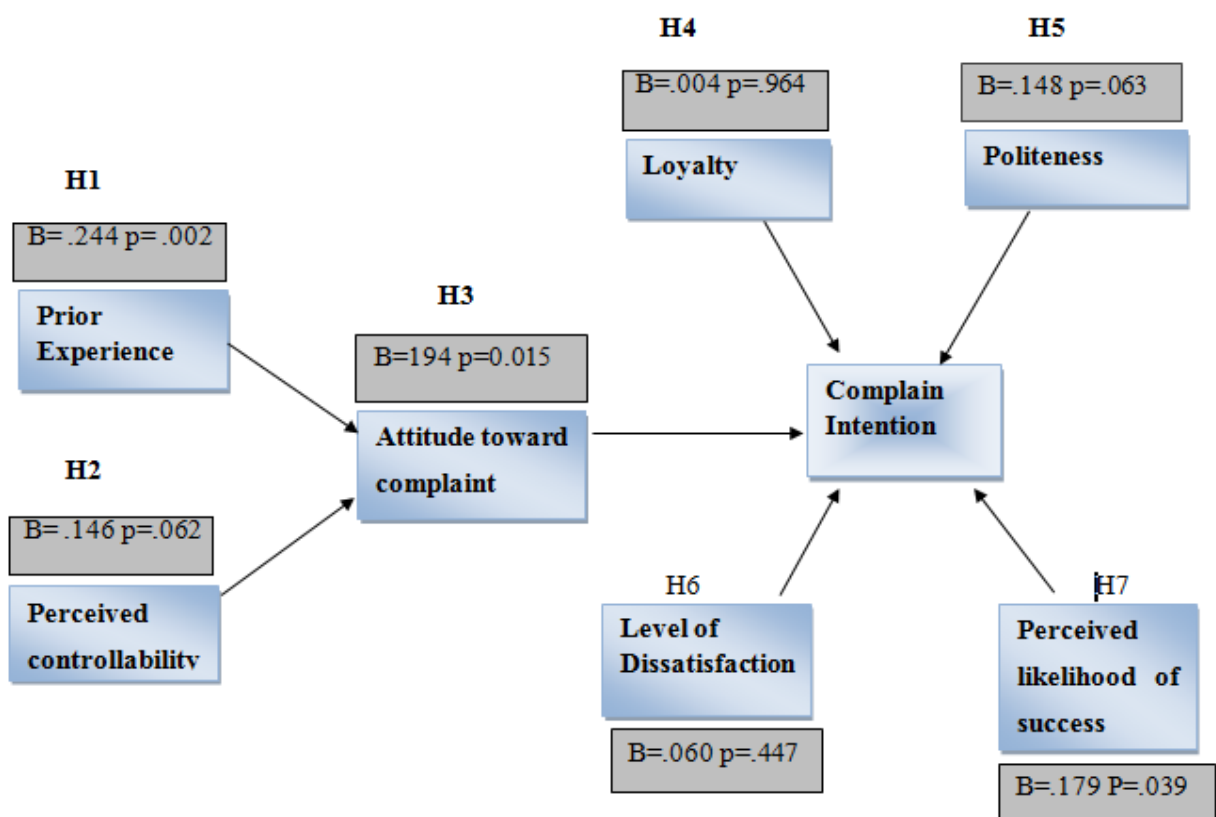 H4
H5
B=.004 p=.964
B=.148 p=.063
Loyalty
Politeness
H1
B= .244 p= .002
Prior
Experience
H3
B=194 p=0.015
Attitude toward
complaint
Complain
Intention
H2
B= .146 p=.062
Perceived
controllability
H6
Level of
Dissatisfaction
B=.060 p=.447
H7
Perceived
likelihood of
success
B=.179 P=.039